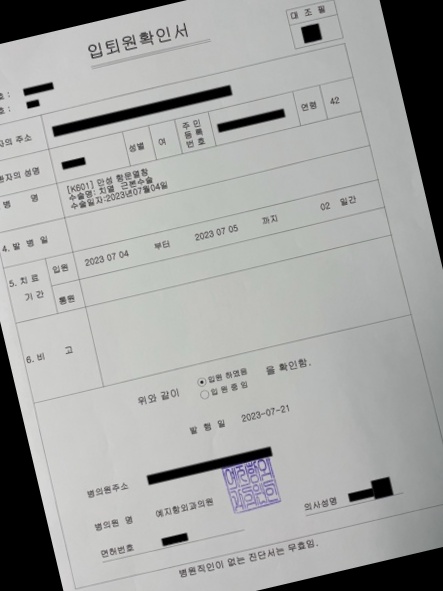 입퇴원확인서
대 조 필
호 :
호 :
자의 주소
환자의 성명 성별 여 주민등록번호 연령 42
병 명 [K601] 만성 항문열창
수술명: 치열 근본수술
수술일자:2023년07월04일
4. 발 병 일
5. 치 료 기 간 입원 2023 07 04 부터 2023 07 05 까지 02 일간
통원
6. 비 고
위와 같이 입원 하였음 을 확인함.
입 원 중 임
발 행 일 2023-07-21
병의원주소
병의원 명 예지항외과의원
의사성명
면허번호
병원직인이 없는 진단서는 무효임.